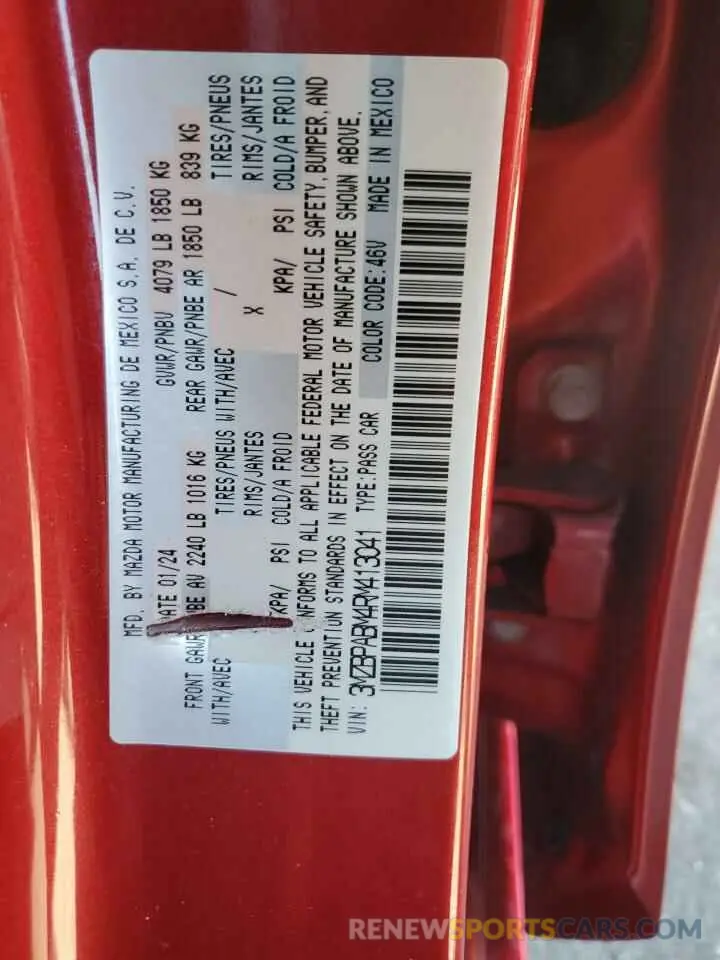 MFD. BY MAZDA MOTOR MANUFACTURING DE MEXICO S.A. DE C.V.
ATE 01/24 GVWR/PNBV 4079 LB 1850 KG
FRONT GAWR BE AV 2240 LB 1016 KG REAR GAWR/PNBE AR 1850 LB 839 KG
WITH/AVEC TIRES/PNEUS WITH/AVEC / TIRES/PNEUS
RIMS/JANTES X RIMS/JANTES
KPA/ PSI COLD/A FROID KPA/ PSI COLD/A FROID
THIS VEHICLE NFORMS TO ALL APPLICABLE FEDERAL MOTOR VEHICLE SAFETY, BUMPER, AND
THEFT PREVENTION STANDARDS IN EFFECT ON THE DATE OF MANUFACTURE SHOWN ABOVE.
VIN: 3MZBPABM4RM413041 TYPE:PASS CAR COLOR CODE:46V MADE IN MEXICO
RENEWSPORTSCARS.COM